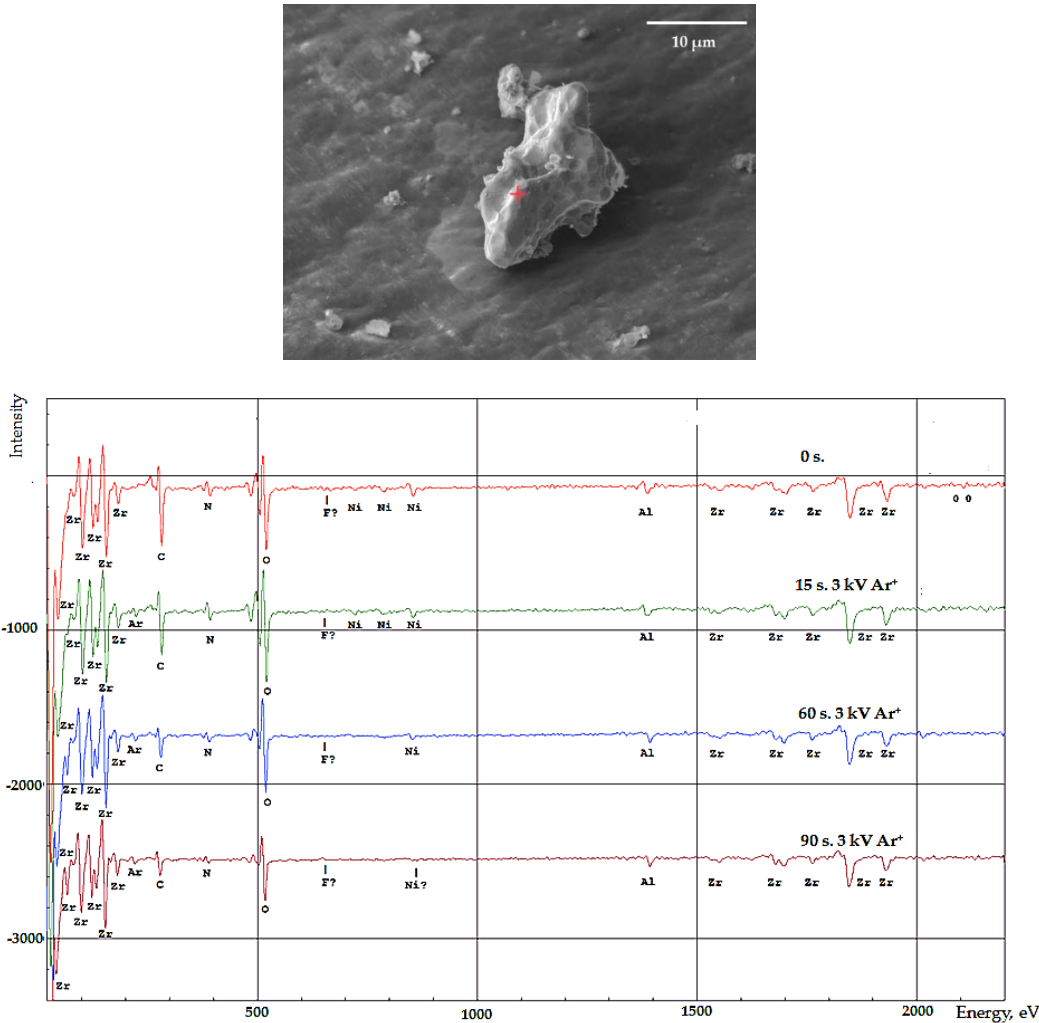 10 μm
Intensity
0 s.
Zr Zr Zr Zr Zr C N O F? Ni Ni Ni Al Zr Zr Zr Zr Zr o o
15 s. 3 kV Ar⁺
Zr Zr Zr Zr Zr Zr Ar C N O F? Ni Ni Ni Al Zr Zr Zr Zr Zr
-1000
60 s. 3 kV Ar⁺
Zr Zr Zr Zr Zr Zr Ar C N O F? Ni Al Zr Zr Zr Zr Zr
-2000
90 s. 3 kV Ar⁺
Zr Zr Zr Zr Zr Zr Ar C N O F? Ni? Al Zr Zr Zr Zr Zr
-3000
Zr
500 1000 1500 2000 Energy, eV